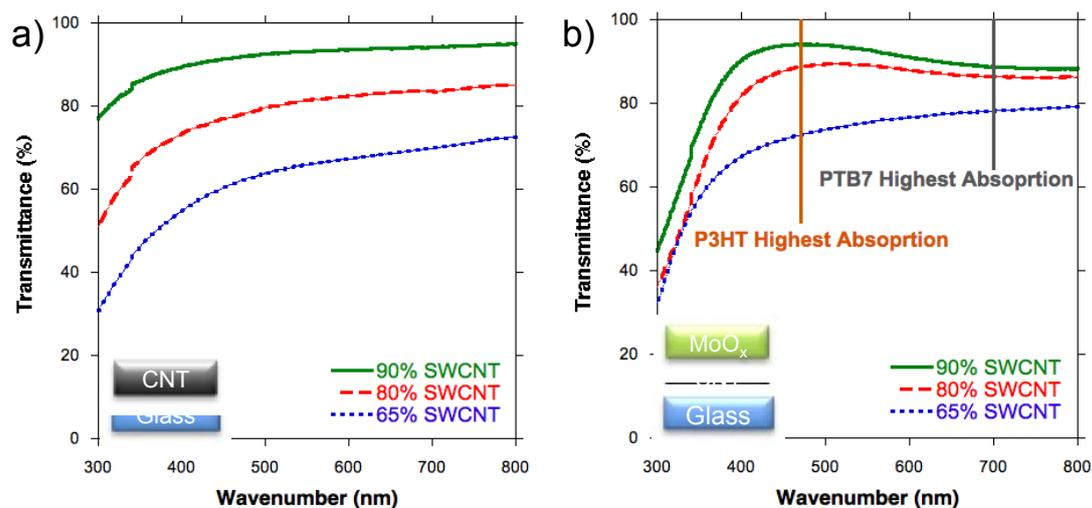 a)
Transmittance (%)
100
80
60
40
20
0
300 400 500 600 700 800
Wavenumber (nm)
CNT
Glass
90% SWCNT
80% SWCNT
65% SWCNT
b)
Transmittance (%)
100
80
60
40
20
0
300 400 500 600 700 800
Wavenumber (nm)
PTB7 Highest Absoprtion
P3HT Highest Absoprtion
MoOx
Glass
90% SWCNT
80% SWCNT
65% SWCNT